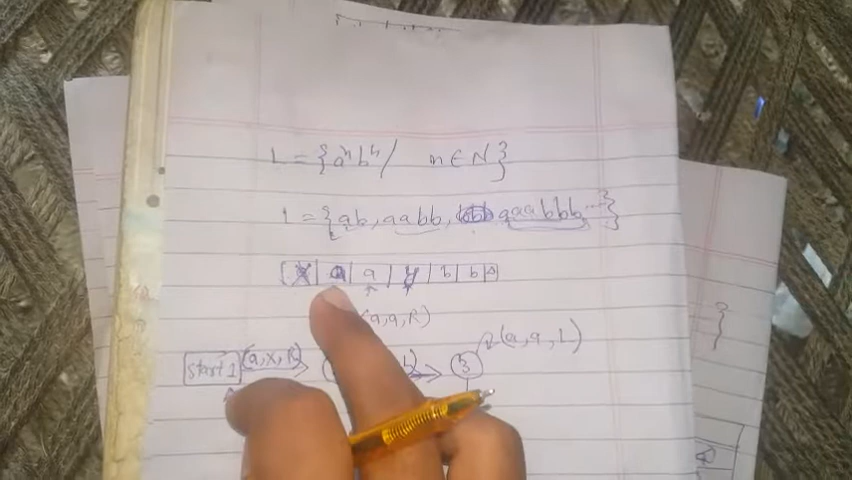 L = {aⁿbⁿ / n ∈ N}
L = {ab, aabb, aaabbb, ...}
X a a y b b Δ
(a,a,R)
(a,a,L)
start 1 (a,X,R) 3